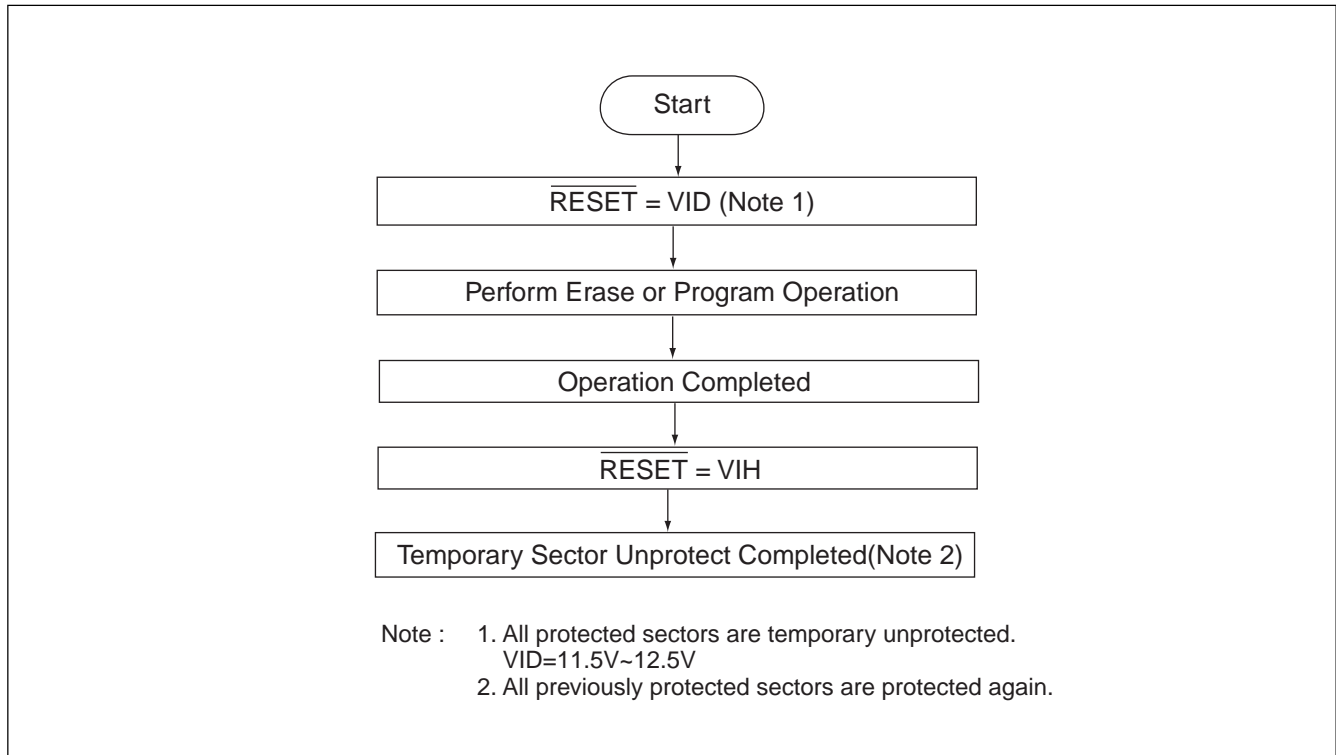 Start
R̅E̅S̅E̅T̅ = VID (Note 1)
Perform Erase or Program Operation
Operation Completed
R̅E̅S̅E̅T̅ = VIH
Temporary Sector Unprotect Completed(Note 2)
Note : 1. All protected sectors are temporary unprotected.
VID=11.5V~12.5V
2. All previously protected sectors are protected again.